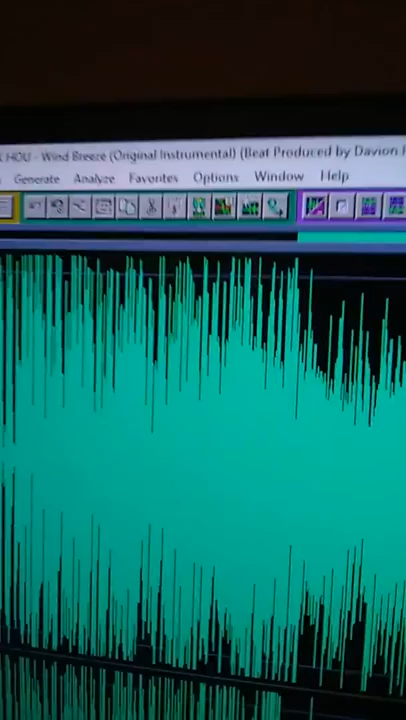 HOU - Wind Breeze (Original Instrumental) (Beat Produced by Davion
Generate Analyze Favorites Options Window Help